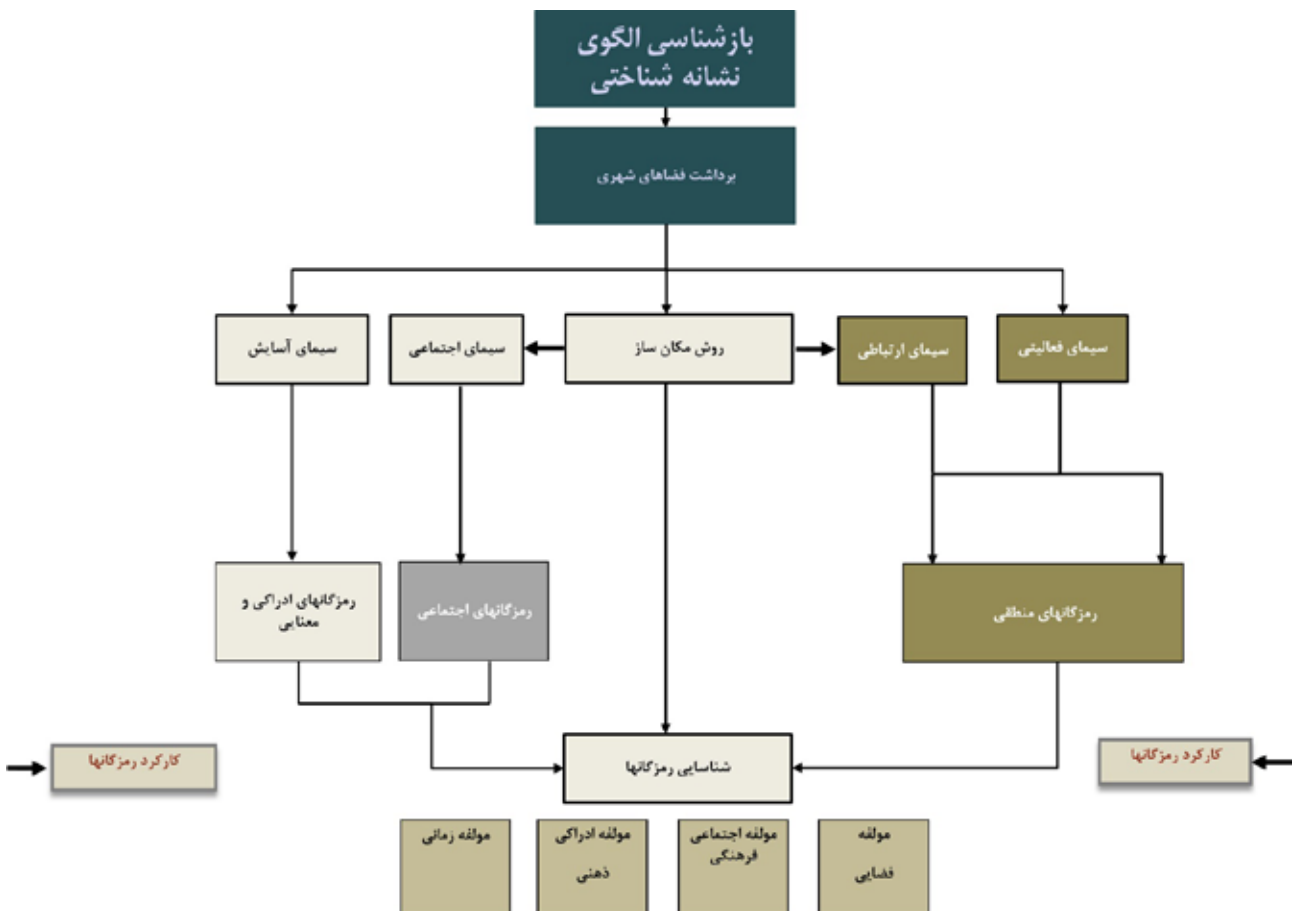 بازشناسی الگوی
نشانه شناختی
برداشت فضاهای شهری
سیمای فعالیتی
سیمای ارتباطی
روش مکان ساز
سیمای اجتماعی
سیمای آسایش
رمزگانهای منطقی
رمزگانهای اجتماعی
رمزگانهای ادراکی و
معنایی
کارکرد رمزگانها
شناسایی رمزگانها
کارکرد رمزگانها
مولفه
فضایی
مولفه اجتماعی
فرهنگی
مولفه ادراکی
ذهنی
مولفه زمانی